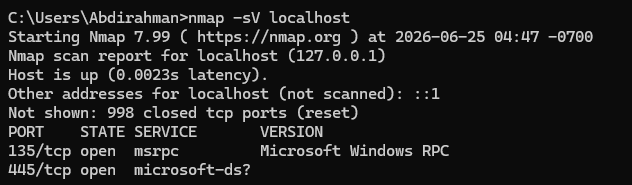 C:\Users\Abdirahman>nmap -sV localhost
Starting Nmap 7.99 ( https://nmap.org ) at 2026-06-25 04:47 -0700
Nmap scan report for localhost (127.0.0.1)
Host is up (0.0023s latency).
Other addresses for localhost (not scanned): ::1
Not shown: 998 closed tcp ports (reset)
PORT    STATE SERVICE       VERSION
135/tcp open  msrpc         Microsoft Windows RPC
445/tcp open  microsoft-ds?